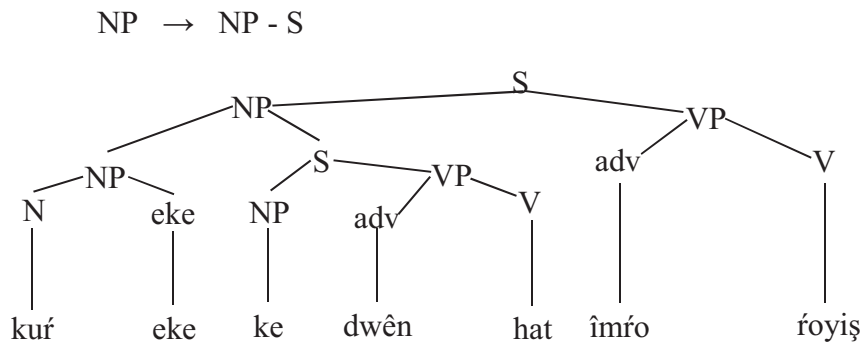 NP → NP - S
S
NP VP
NP S VP adv V
N eke NP adv V
kuŕ eke ke dwên hat îmŕo ŕoyiş